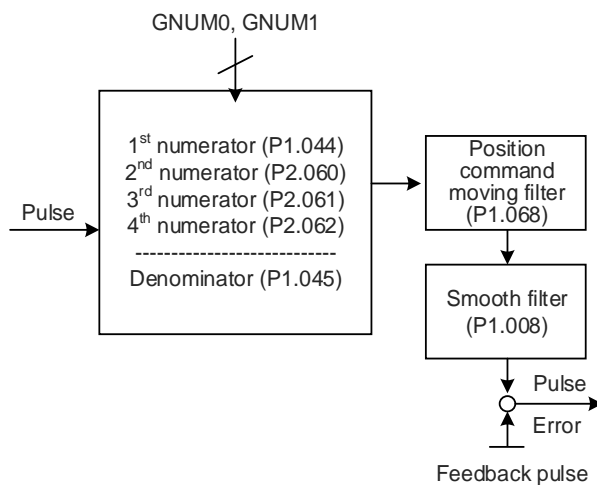 GNUM0, GNUM1
Pulse
1st numerator (P1.044)
2nd numerator (P2.060)
3rd numerator (P2.061)
4th numerator (P2.062)
Denominator (P1.045)
Position
command
moving filter
(P1.068)
Smooth filter
(P1.008)
Pulse
Error
Feedback pulse